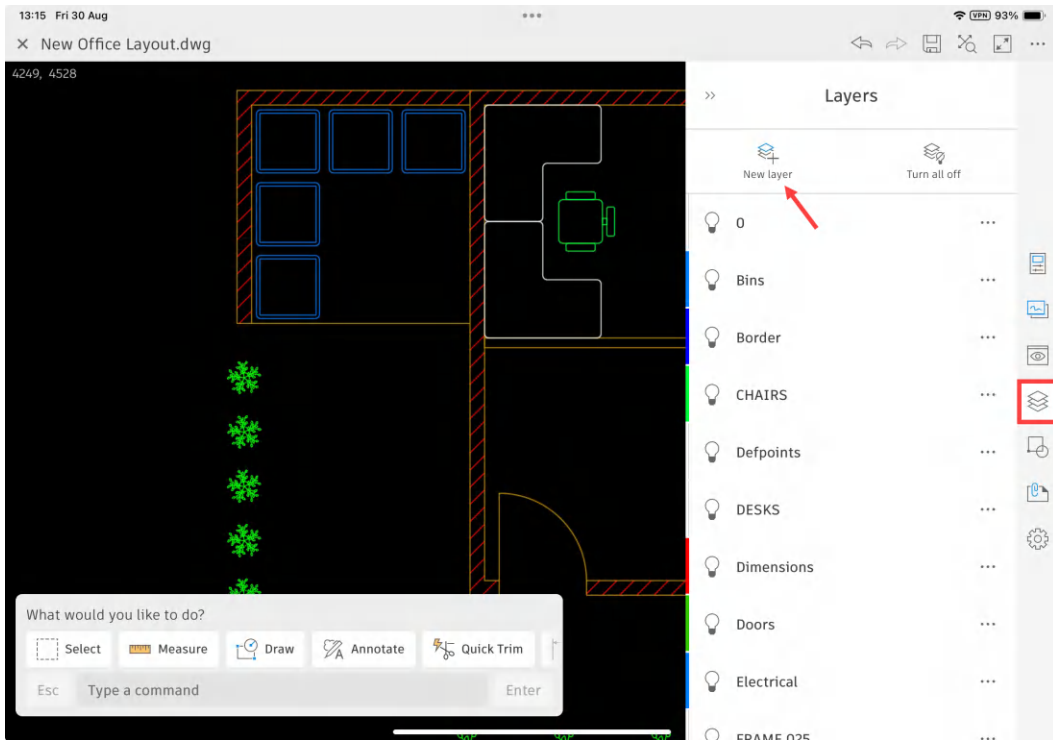 13:15 Fri 30 Aug
VPN 93%
New Office Layout.dwg
4249, 4528
Layers
New layer
Turn all off
0
Bins
Border
CHAIRS
Defpoints
DESKS
Dimensions
Doors
Electrical
FRAME 025
What would you like to do?
Select Measure Draw Annotate Quick Trim
Esc Type a command Enter